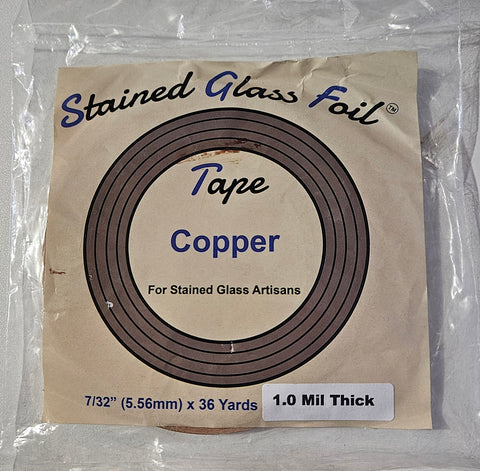 Stained Glass Foil™
Tape
Copper
For Stained Glass Artisans
7/32” (5.56mm) x 36 Yards 1.0 Mil Thick